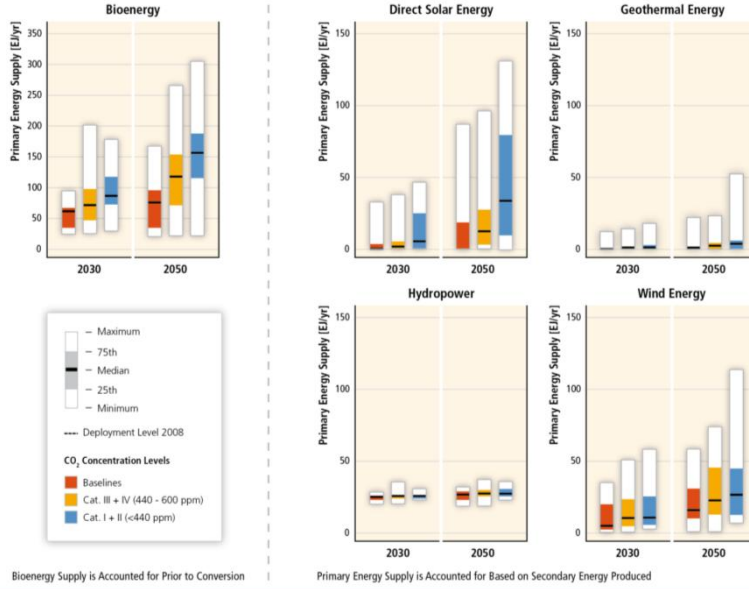 Bioenergy
Primary Energy Supply [EJ/yr]
350
300
250
200
150
100
50
0
2030
2050
Direct Solar Energy
Primary Energy Supply [EJ/yr]
150
100
50
0
2030
2050
Geothermal Energy
Primary Energy Supply [EJ/yr]
150
100
50
0
2030
2050
Maximum
75th
Median
25th
Minimum
Deployment Level 2008
CO2 Concentration Levels
Baselines
Cat. III + IV (440 - 600 ppm)
Cat. I + II (<440 ppm)
Hydropower
Primary Energy Supply [EJ/yr]
150
100
50
0
2030
2050
Wind Energy
Primary Energy Supply [EJ/yr]
150
100
50
0
2030
2050
Bioenergy Supply is Accounted for Prior to Conversion
Primary Energy Supply is Accounted for Based on Secondary Energy Produced